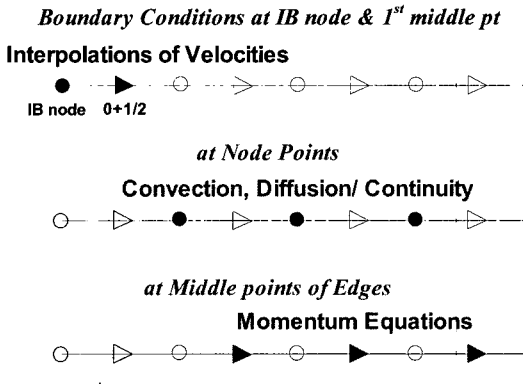 Boundary Conditions at IB node & 1st middle pt
Interpolations of Velocities
IB node 0+1/2
at Node Points
Convection, Diffusion/ Continuity
at Middle points of Edges
Momentum Equations